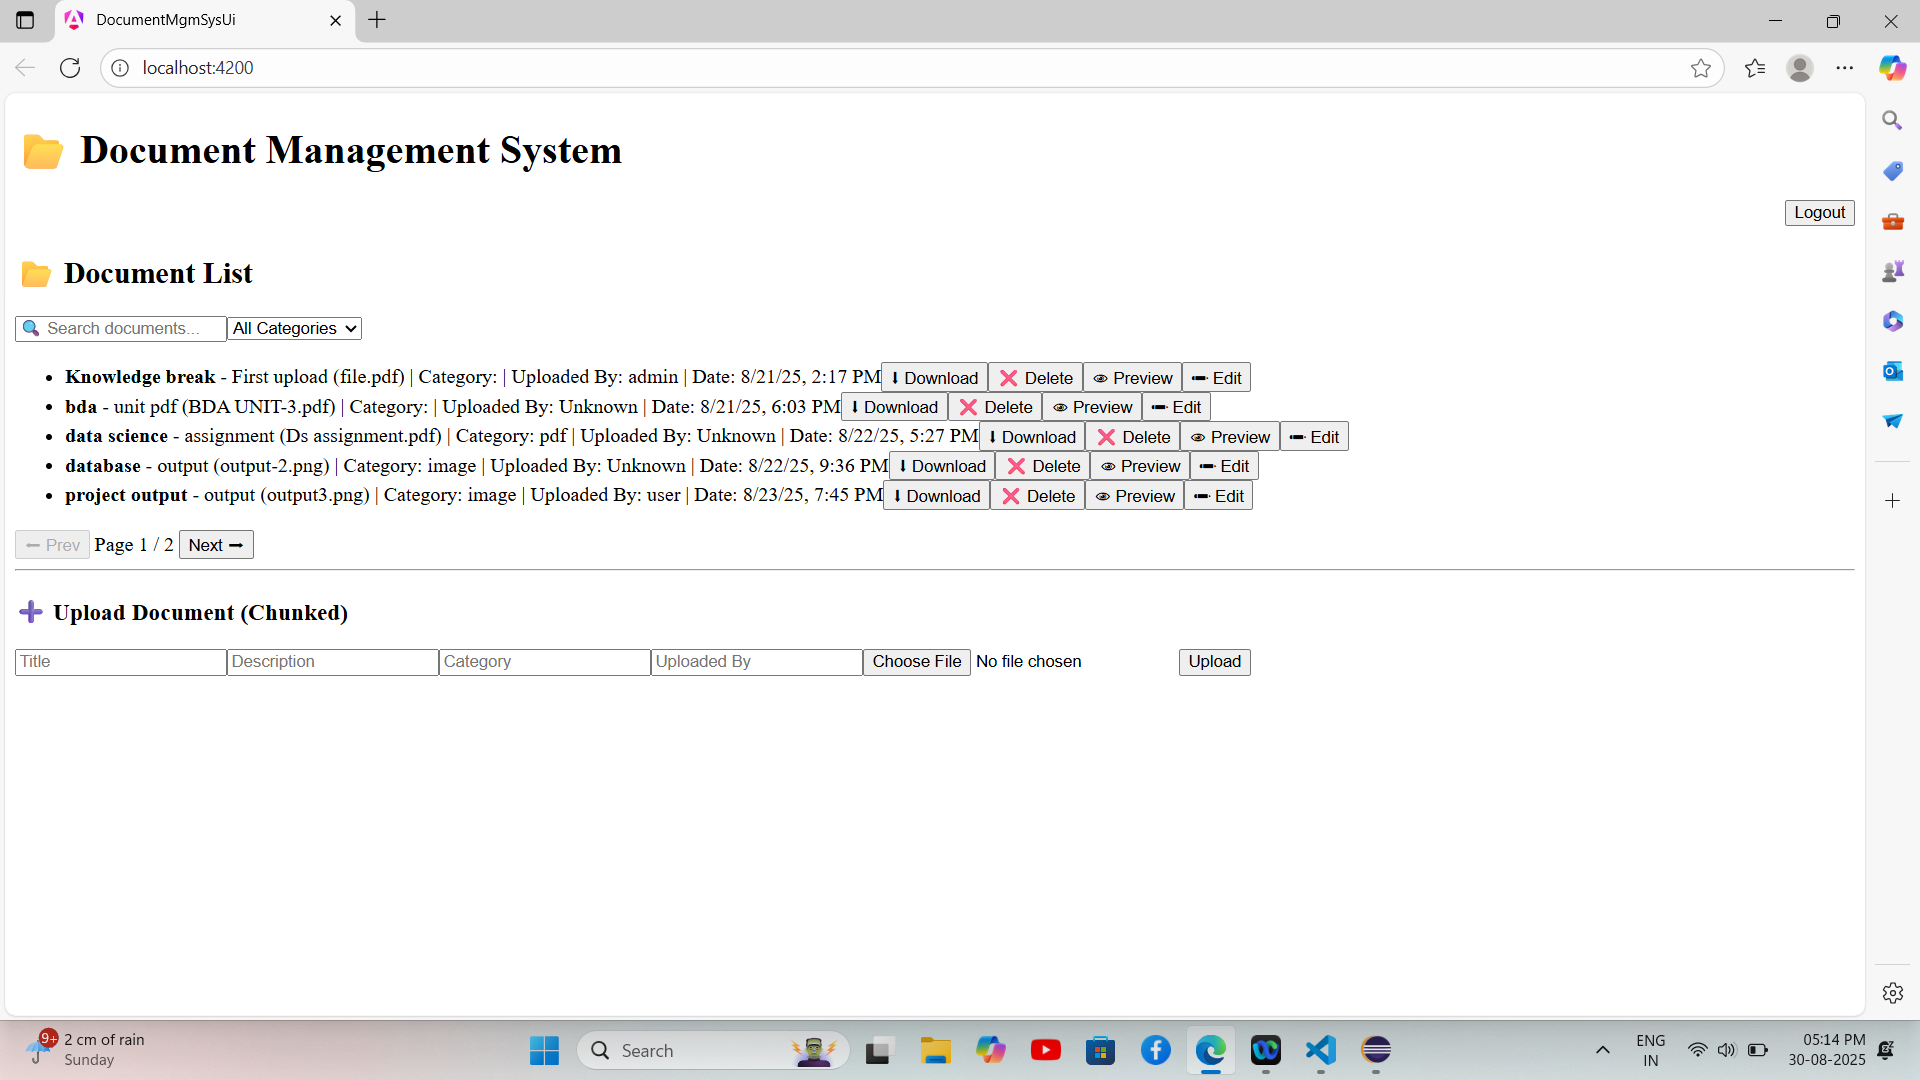 DocumentMgmSysUi
localhost:4200
Document Management System
Logout
Document List
Search documents... All Categories
Knowledge break - First upload (file.pdf) | Category: | Uploaded By: admin | Date: 8/21/25, 2:17 PM Download Delete Preview Edit
bda - unit pdf (BDA UNIT-3.pdf) | Category: | Uploaded By: Unknown | Date: 8/21/25, 6:03 PM Download Delete Preview Edit
data science - assignment (Ds assignment.pdf) | Category: pdf | Uploaded By: Unknown | Date: 8/22/25, 5:27 PM Download Delete Preview Edit
database - output (output-2.png) | Category: image | Uploaded By: Unknown | Date: 8/22/25, 9:36 PM Download Delete Preview Edit
project output - output (output3.png) | Category: image | Uploaded By: user | Date: 8/23/25, 7:45 PM Download Delete Preview Edit
← Prev Page 1 / 2 Next →
Upload Document (Chunked)
Title Description Category Uploaded By Choose File No file chosen Upload
9+ 2 cm of rain
Sunday
Search
ENG
IN
05:14 PM
30-08-2025